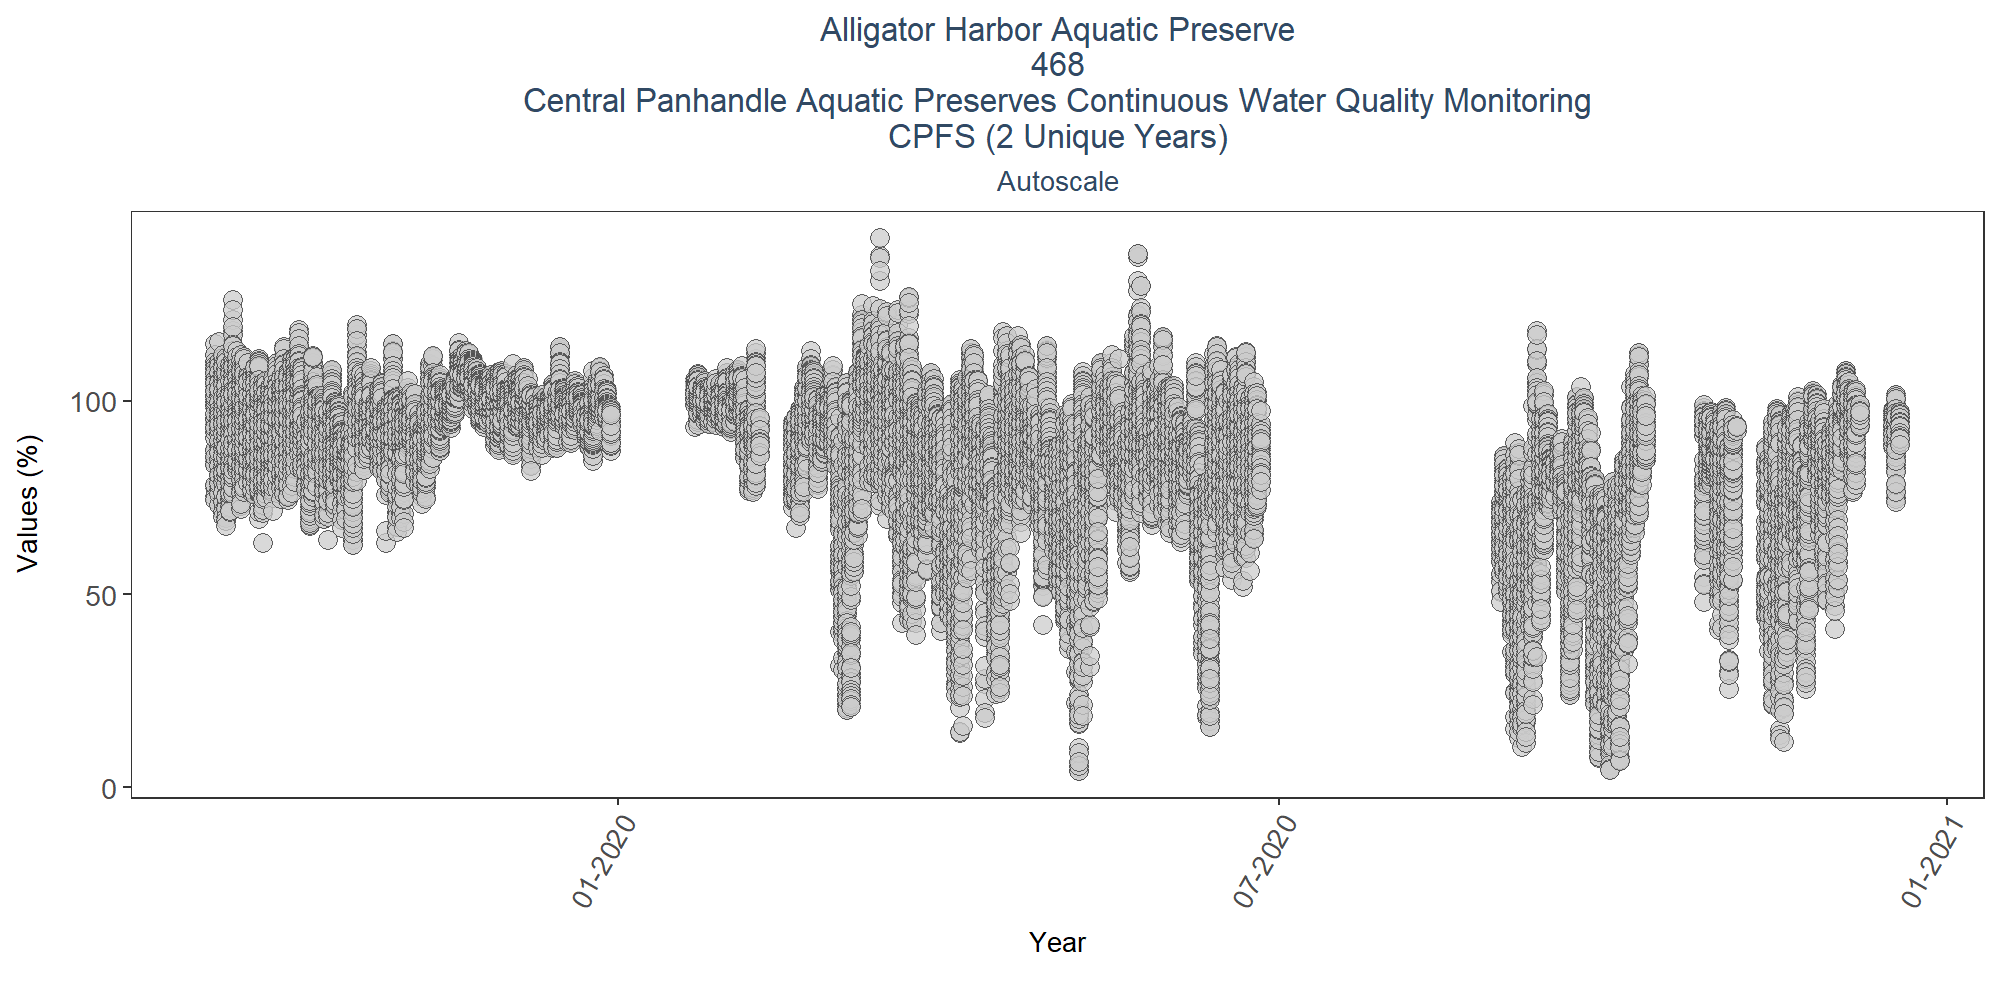 Alligator Harbor Aquatic Preserve
468
Central Panhandle Aquatic Preserves Continuous Water Quality Monitoring
CPFS (2 Unique Years)
Autoscale
Values (%)
100
50
0
01-2020
07-2020
01-2021
Year